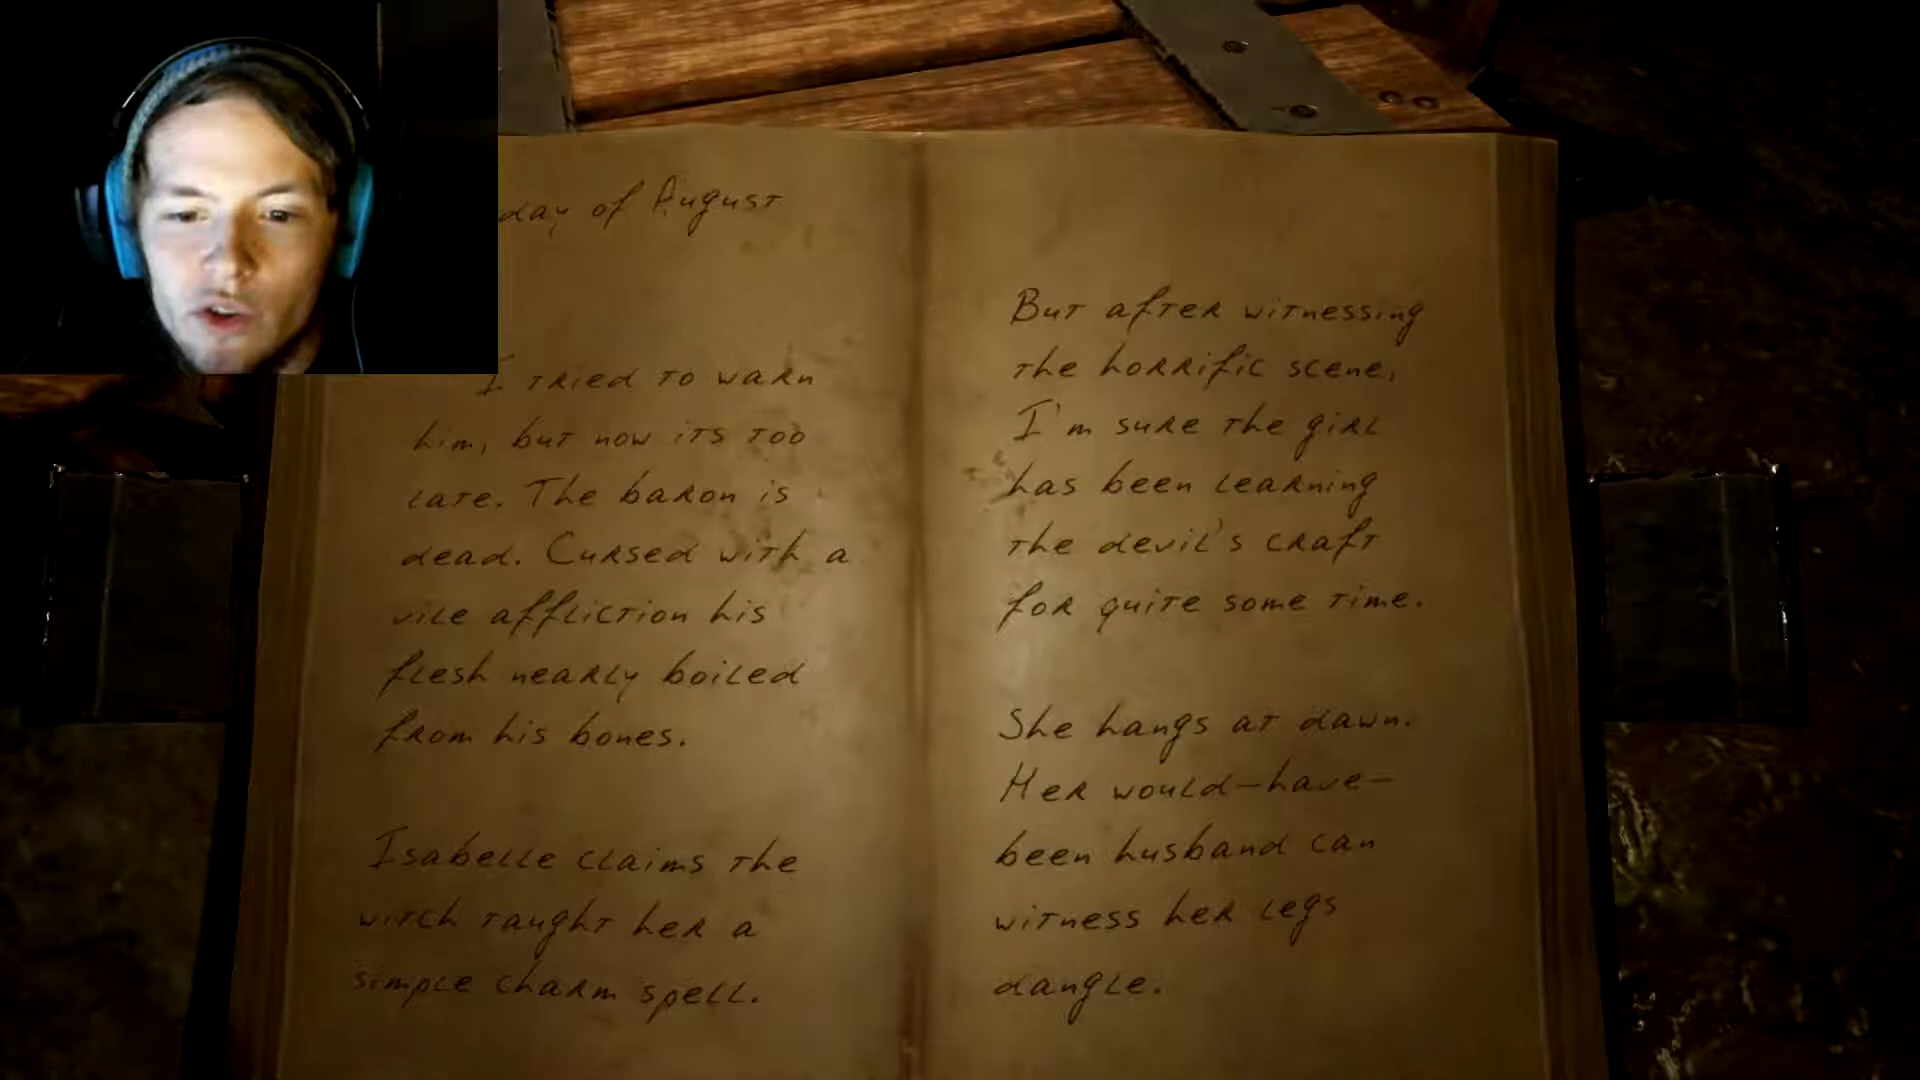 day of August
I tried to warn
him, but now its too
late. The baron is
dead. Cursed with a
vile affliction his
flesh nearly boiled
from his bones.
Isabelle claims the
witch taught her a
simple charm spell.
But after witnessing
the horrific scene,
I'm sure the girl
has been learning
the devil's craft
for quite some time.
She hangs at dawn.
Her would-have-
been husband can
witness her legs
dangle.